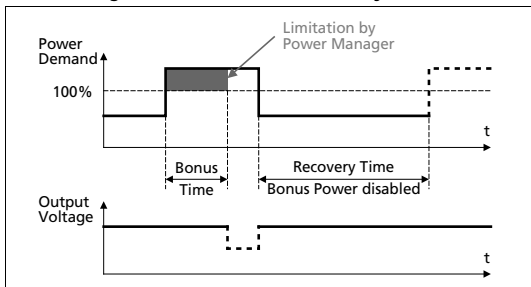 Limitation by
Power Manager
Power
Demand
100%
t
Bonus
Time
Recovery Time
Bonus Power disabled
Output
Voltage
t